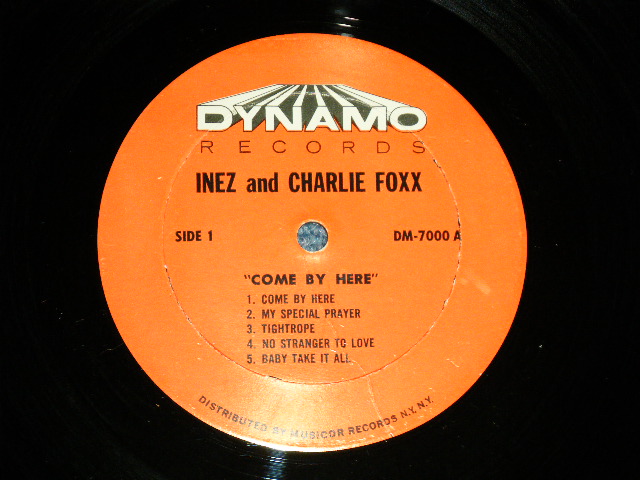 DYNAMO
RECORDS
INEZ and CHARLIE FOXX
SIDE 1
DM-7000 A
"COME BY HERE"
1. COME BY HERE
2. MY SPECIAL PRAYER
3. TIGHTROPE
4. NO STRANGER TO LOVE
5. BABY TAKE IT ALL
DISTRIBUTED BY MUSICOR RECORDS N.Y. N.Y.